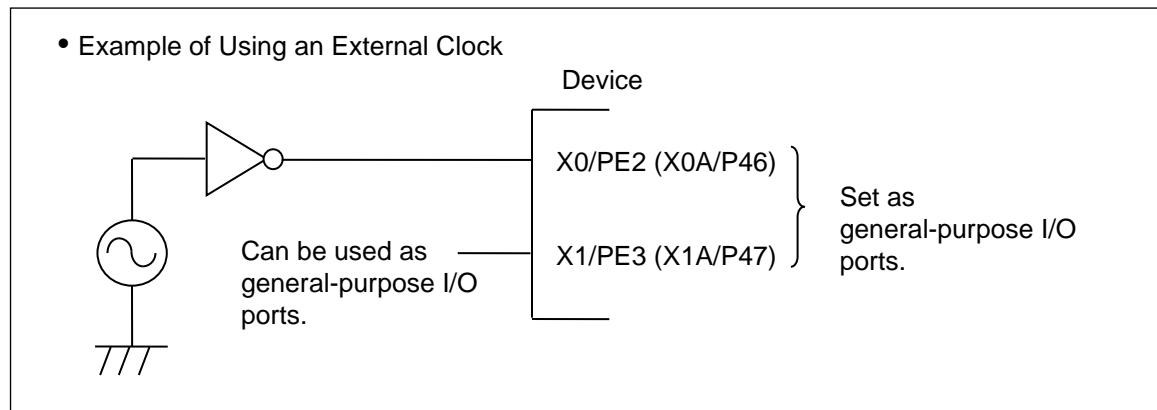 • Example of Using an External Clock
Device
X0/PE2 (X0A/P46)
Set as
general-purpose I/O
ports.
Can be used as
general-purpose I/O
ports.
X1/PE3 (X1A/P47)